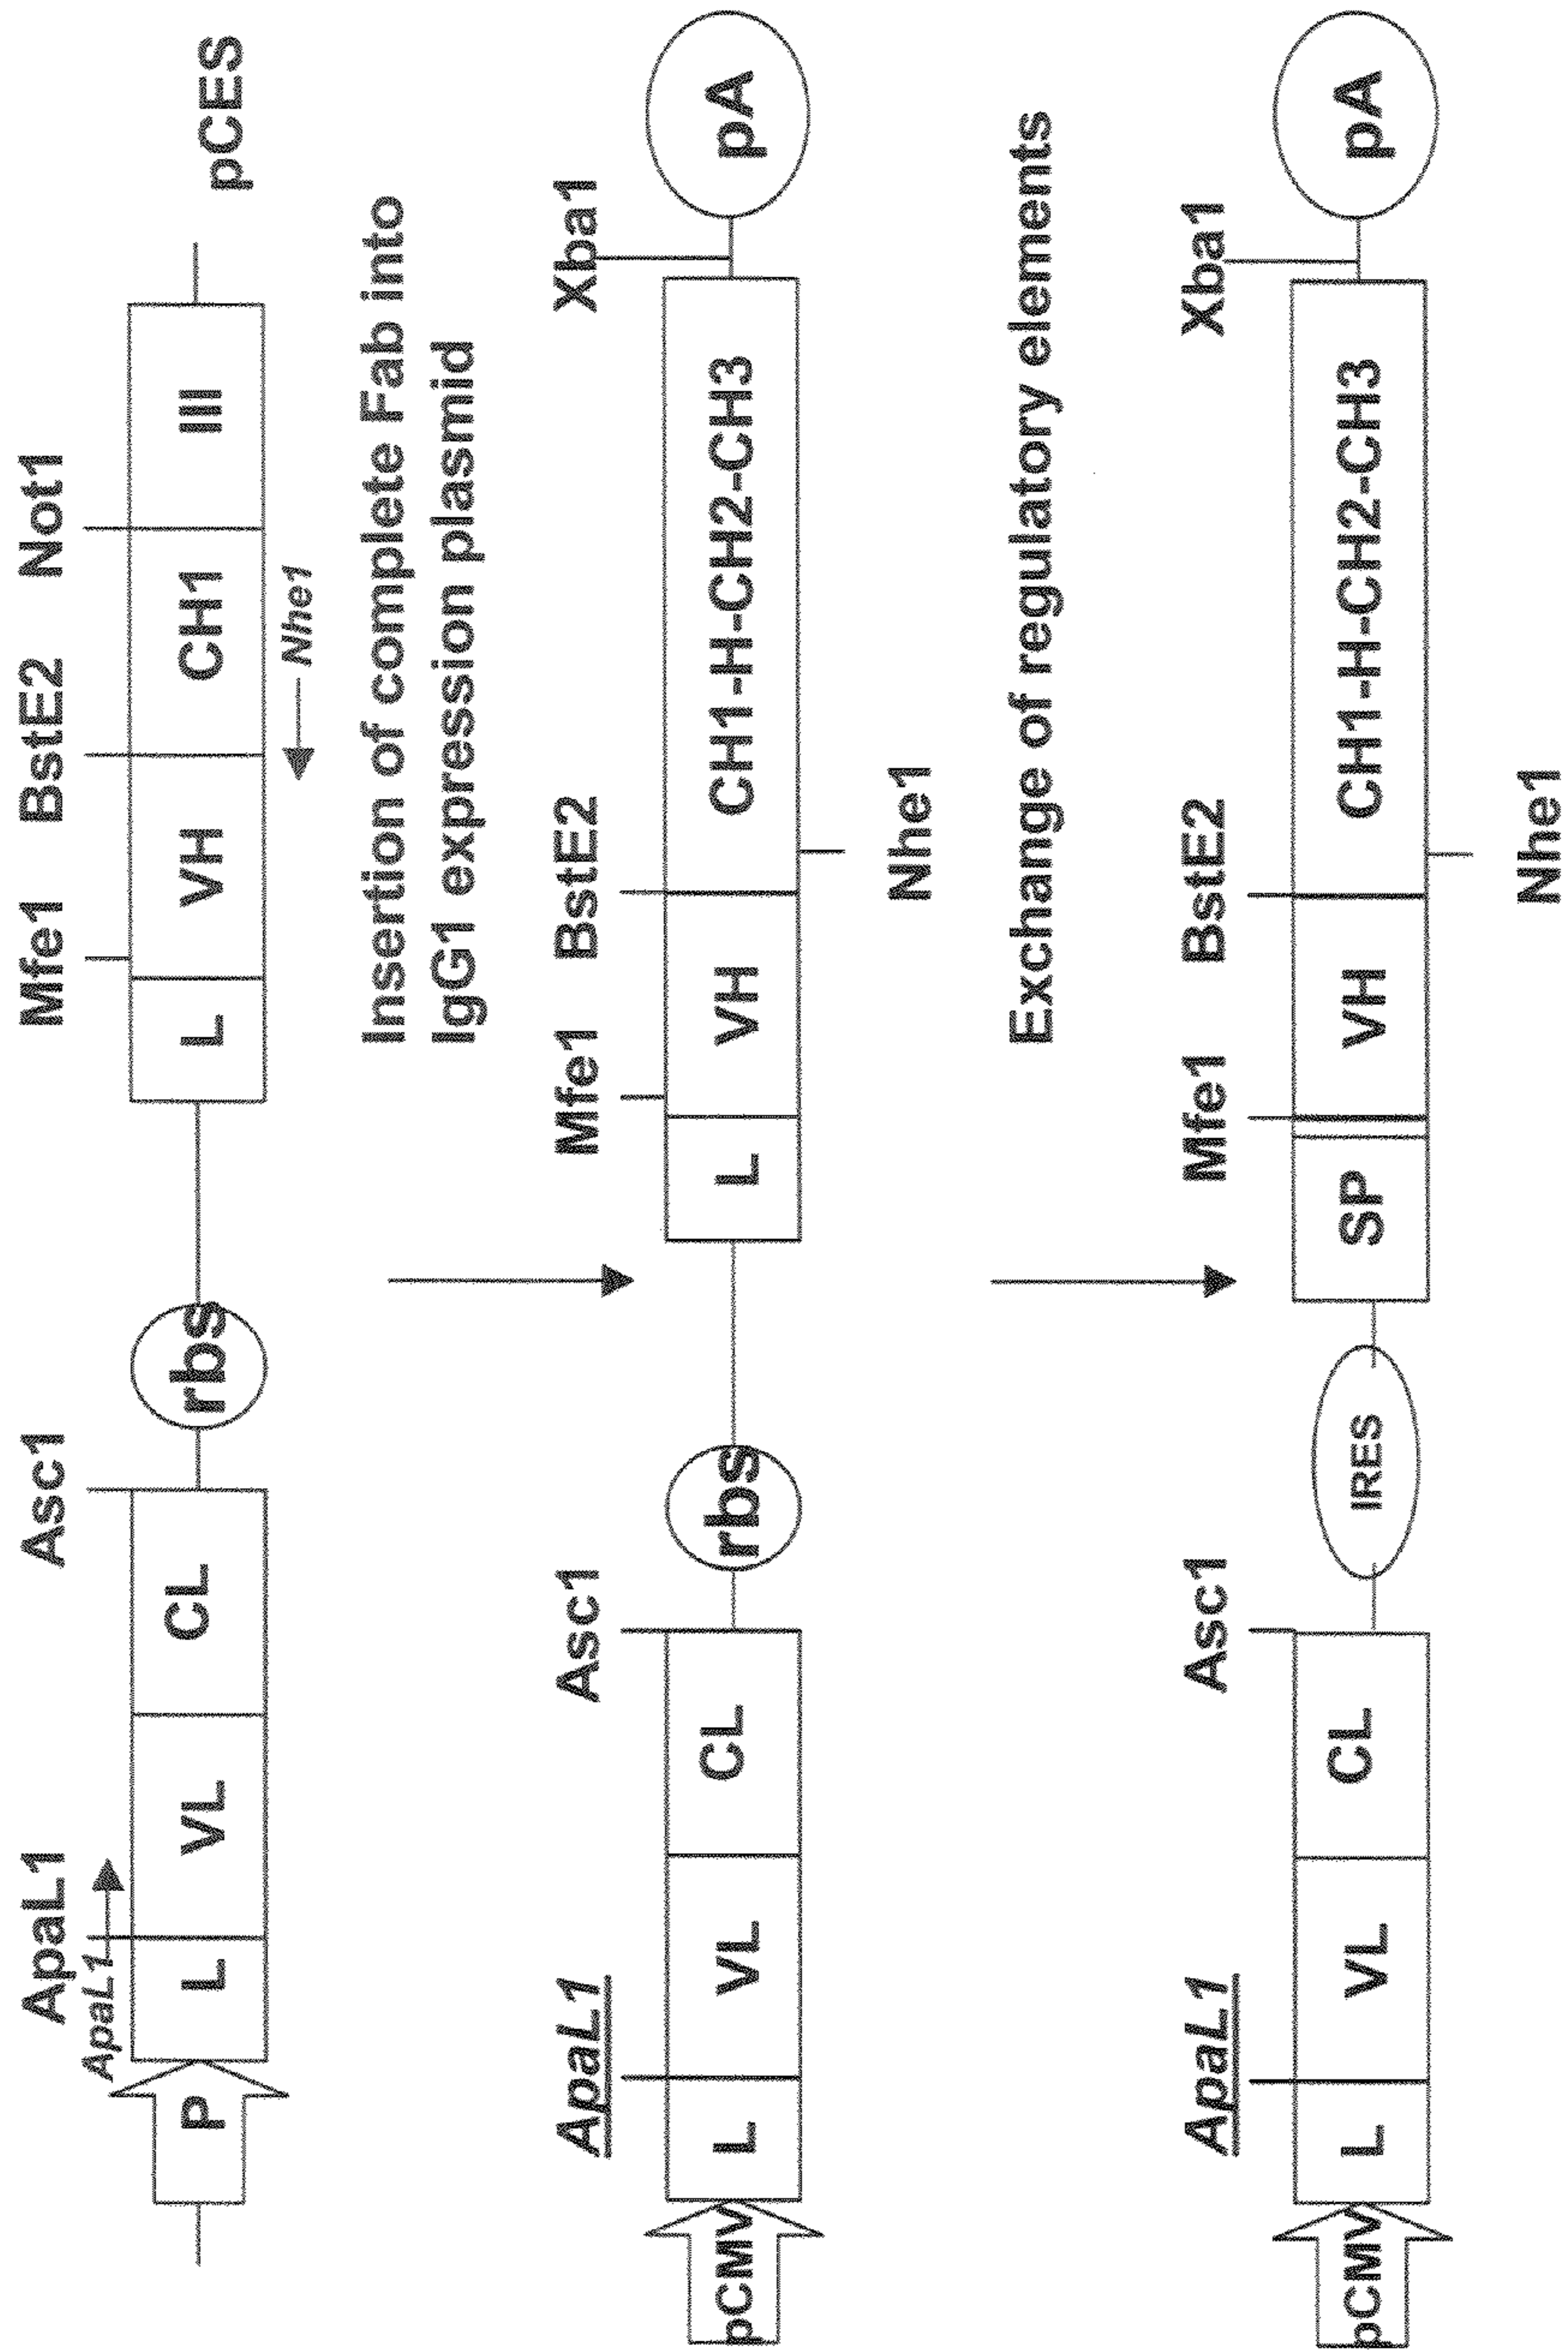 ApaL1 Asc1 Mfe1 BstE2 Not1
ApaL1
P L VL CL rbs L VH CH1 III pCES
Nhe1
Insertion of complete Fab into
IgG1 expression plasmid
ApaL1 Asc1 Mfe1 BstE2 Xba1
pCMV L VL CL rbs L VH CH1-H-CH2-CH3 pA
Nhe1
Exchange of regulatory elements
ApaL1 Asc1 Mfe1 BstE2 Xba1
pCMV L VL CL IRES SP VH CH1-H-CH2-CH3 pA
Nhe1